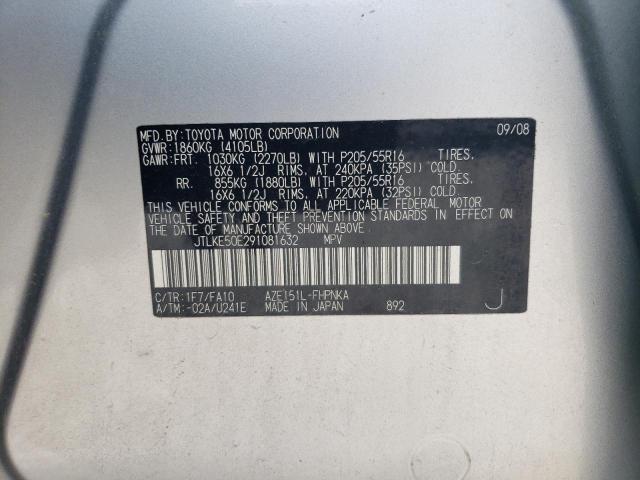 MFD.BY:TOYOTA MOTOR CORPORATION 09/08
GVWR:1860KG (4105LB)
GAWR:FRT. 1030KG (2270LB) WITH P205/55R16 TIRES.
16X6 1/2J RIMS, AT 240KPA (35PSI) COLD.
RR. 855KG (1880LB) WITH P205/55R16 TIRES.
16X6 1/2J RIMS, AT 220KPA (32PSI) COLD.
THIS VEHICLE CONFORMS TO ALL APPLICABLE FEDERAL MOTOR
VEHICLE SAFETY AND THEFT PREVENTION STANDARDS IN EFFECT ON
THE DATE OF MANUFACTURE SHOWN ABOVE.
JTLKE50E291081632 MPV
C/TR:1F7/FA10 AZE151L-FHPNKA
A/TM:-02A/U241E MADE IN JAPAN 892 J